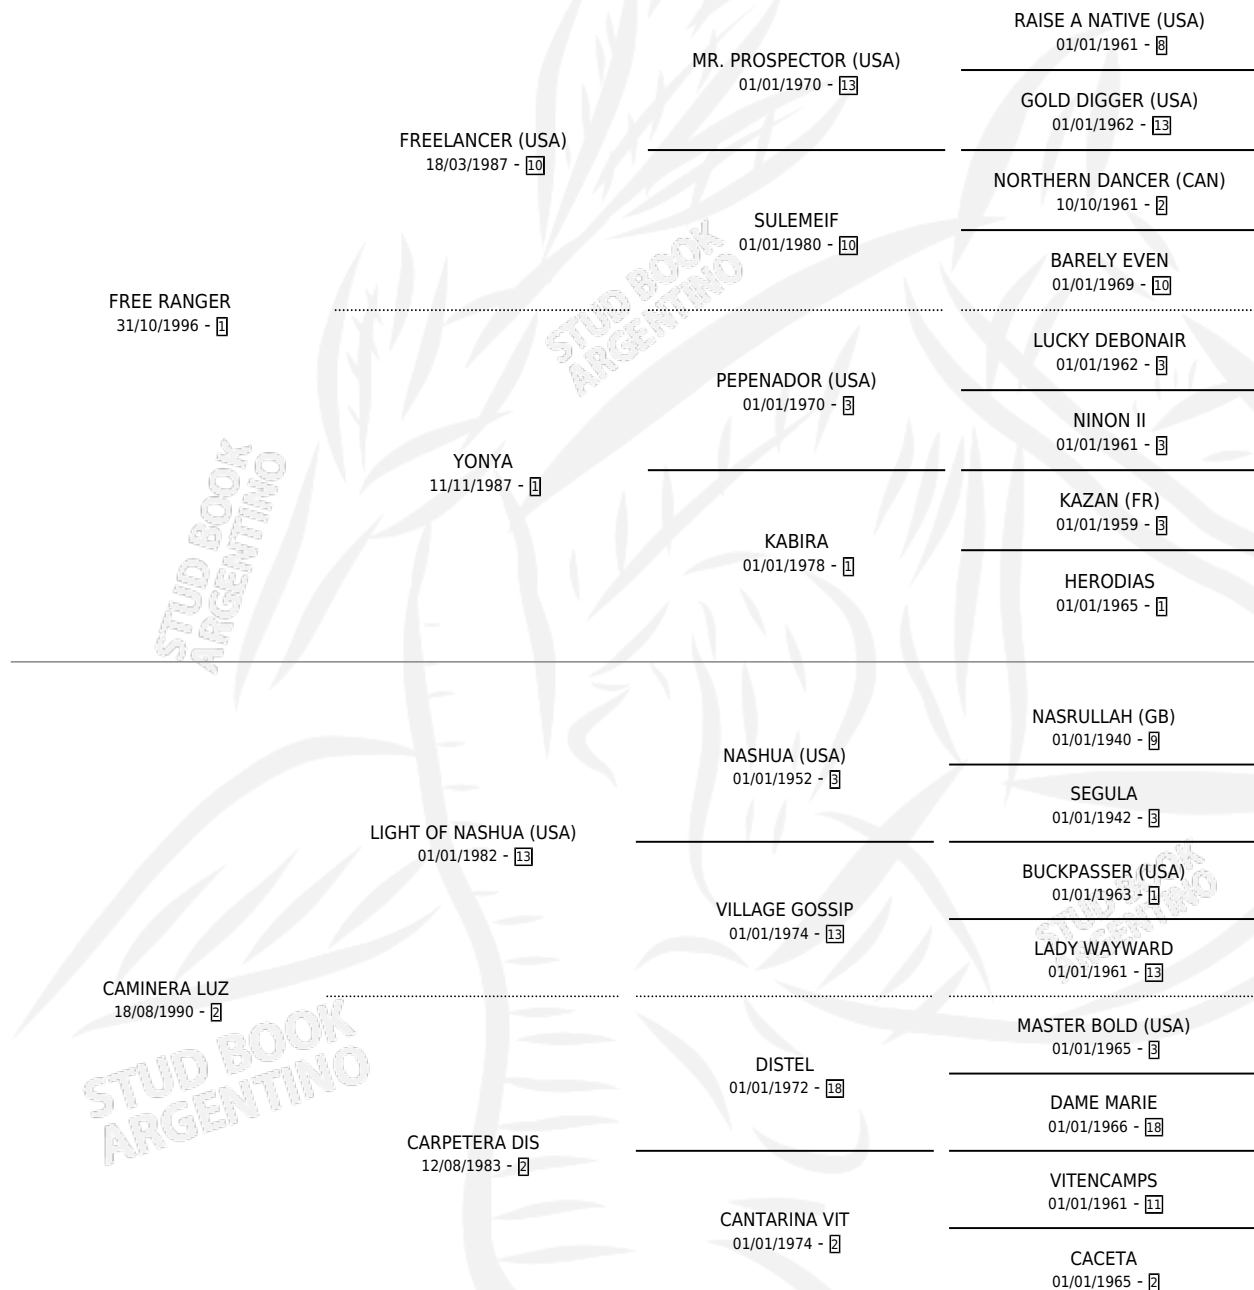 RAISE A NATIVE (USA)
01/01/1961 - 8
MR. PROSPECTOR (USA)
01/01/1970 - 13
GOLD DIGGER (USA)
01/01/1962 - 13
FREELANCER (USA)
18/03/1987 - 10
NORTHERN DANCER (CAN)
10/10/1961 - 2
SULEMEIF
01/01/1980 - 10
BARELY EVEN
01/01/1969 - 10
FREE RANGER
31/10/1996 - 1
LUCKY DEBONAIR
01/01/1962 - 3
PEPENADOR (USA)
01/01/1970 - 3
NINON II
01/01/1961 - 3
YONYA
11/11/1987 - 1
KAZAN (FR)
01/01/1959 - 3
KABIRA
01/01/1978 - 1
HERODIAS
01/01/1965 - 1
NASRULLAH (GB)
01/01/1940 - 9
NASHUA (USA)
01/01/1952 - 3
SEGULA
01/01/1942 - 3
LIGHT OF NASHUA (USA)
01/01/1982 - 13
BUCKPASSER (USA)
01/01/1963 - 1
VILLAGE GOSSIP
01/01/1974 - 13
LADY WAYWARD
01/01/1961 - 13
CAMINERA LUZ
18/08/1990 - 2
MASTER BOLD (USA)
01/01/1965 - 3
DISTEL
01/01/1972 - 18
DAME MARIE
01/01/1966 - 18
CARPETERA DIS
12/08/1983 - 2
VITENCAMPS
01/01/1961 - 11
CANTARINA VIT
01/01/1974 - 2
CACETA
01/01/1965 - 2
STUD BOOK
ARGENTINO
STUD BOOK
ARGENTINO
STUD BOOK
ARGENTINO
STUD BOOK
ARGENTINO